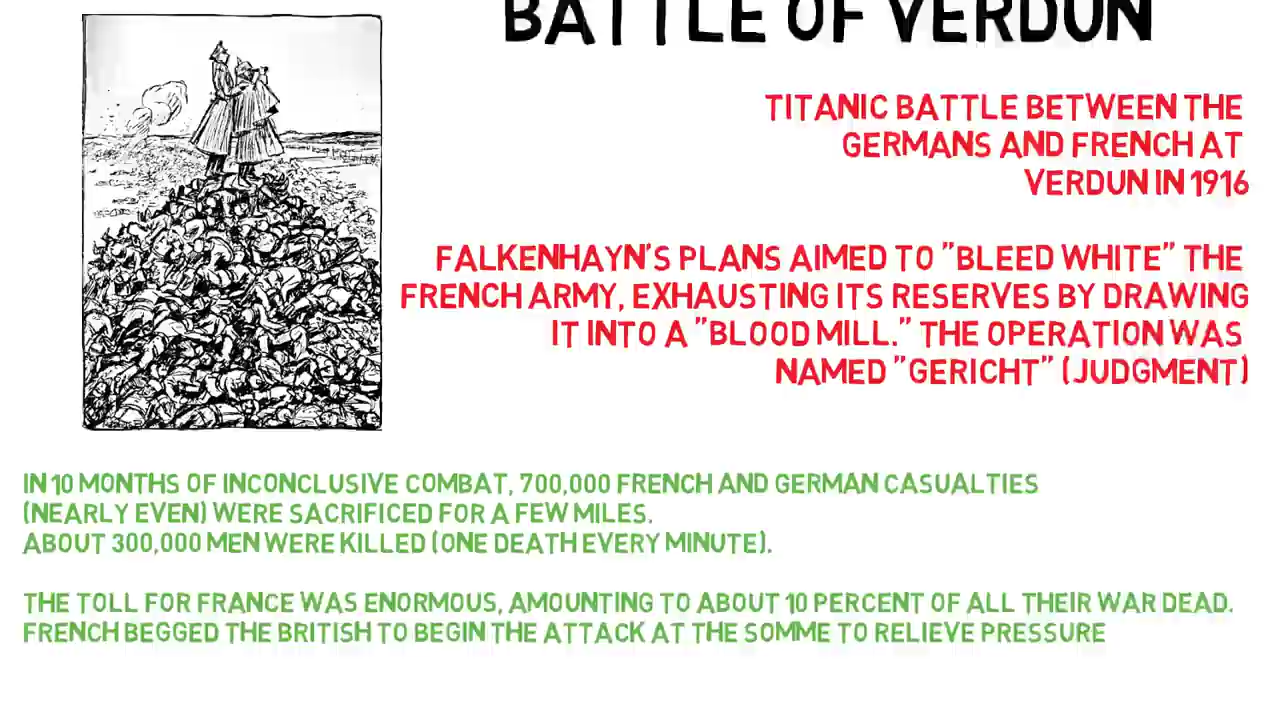 BATTLE OF VERDUN
TITANIC BATTLE BETWEEN THE
GERMANS AND FRENCH AT
VERDUN IN 1916
FALKENHAYN'S PLANS AIMED TO "BLEED WHITE" THE
FRENCH ARMY, EXHAUSTING ITS RESERVES BY DRAWING
IT INTO A "BLOOD MILL." THE OPERATION WAS
NAMED "GERICHT" (JUDGMENT)
IN 10 MONTHS OF INCONCLUSIVE COMBAT, 700,000 FRENCH AND GERMAN CASUALTIES
(NEARLY EVEN) WERE SACRIFICED FOR A FEW MILES.
ABOUT 300,000 MEN WERE KILLED (ONE DEATH EVERY MINUTE).
THE TOLL FOR FRANCE WAS ENORMOUS, AMOUNTING TO ABOUT 10 PERCENT OF ALL THEIR WAR DEAD.
FRENCH BEGGED THE BRITISH TO BEGIN THE ATTACK AT THE SOMME TO RELIEVE PRESSURE